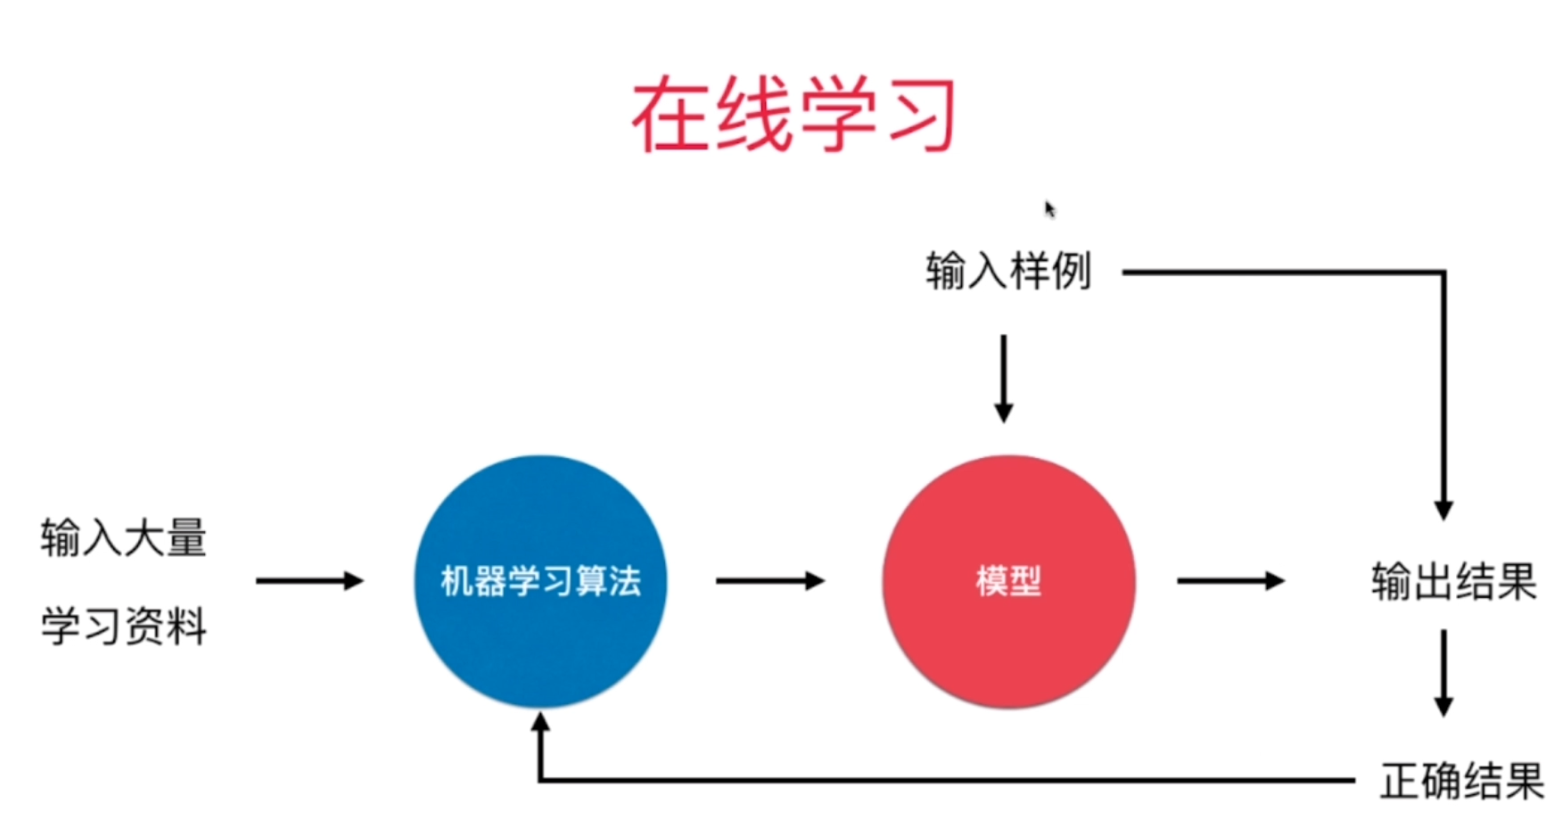 在线学习
输入样例
输入大量
学习资料
机器学习算法
模型
输出结果
正确结果